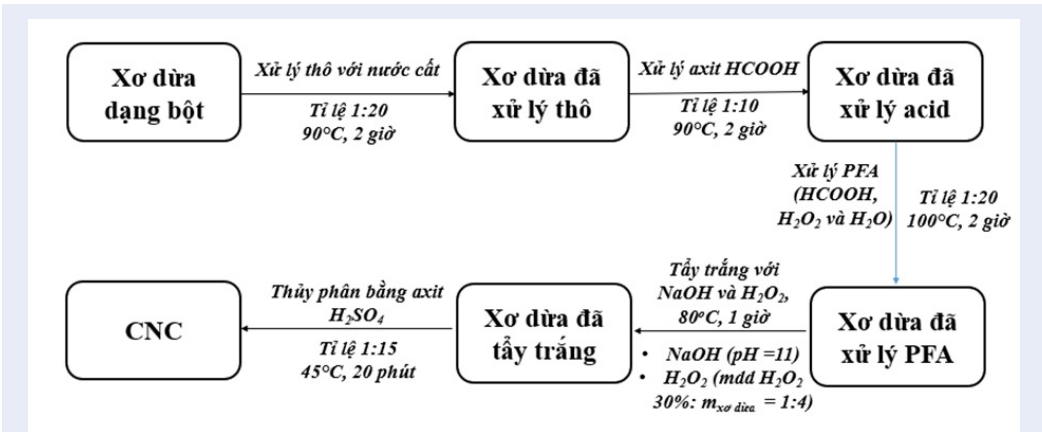 Xơ dừa
dạng bột
Xử lý thô với nước cất
Tỉ lệ 1:20
90°C, 2 giờ
Xơ dừa đã
xử lý thô
Xử lý axit HCOOH
Tỉ lệ 1:10
90°C, 2 giờ
Xơ dừa đã
xử lý acid
Xử lý PFA
(HCOOH,
H₂O₂ và H₂O)
Tỉ lệ 1:20
100°C, 2 giờ
Xơ dừa đã
xử lý PFA
Tẩy trắng với
NaOH và H₂O₂,
80°C, 1 giờ
• NaOH (pH =11)
• H₂O₂ (mdd H₂O₂
30%: mxơ dừa = 1:4)
Xơ dừa đã
tẩy trắng
Thủy phân bằng axit
H₂SO₄
Tỉ lệ 1:15
45°C, 20 phút
CNC